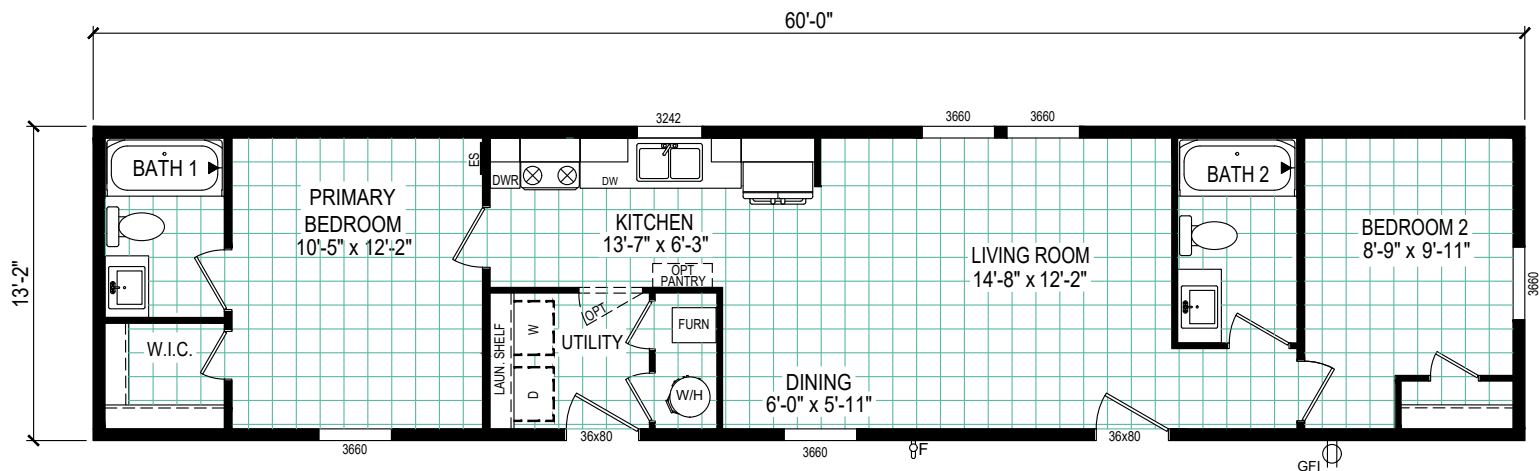 60'-0"
13'-2"
3242
3660
3660
BATH 1
ES
DWR
DW
BATH 2
PRIMARY
BEDROOM
10'-5" x 12'-2"
KITCHEN
13'-7" x 6'-3"
LIVING ROOM
14'-8" x 12'-2"
BEDROOM 2
8'-9" x 9'-11"
3660
OPT
PANTRY
OPT
W.I.C.
LAUN. SHELF
W
D
UTILITY
FURN
W/H
DINING
6'-0" x 5'-11"
3660
36x80
3660
F
36x80
GFI